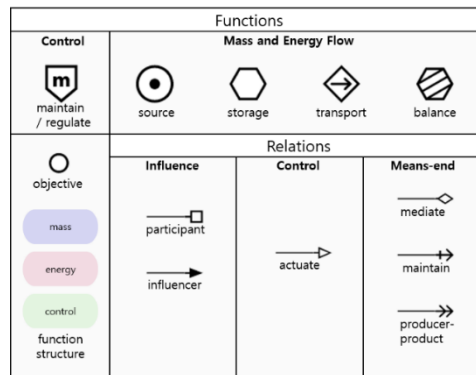 Functions
Control
Mass and Energy Flow
m
maintain
/ regulate
source
storage
transport
balance
objective
mass
energy
control
function
structure
Relations
Influence
Control
Means-end
participant
influencer
actuate
mediate
maintain
producer-
product